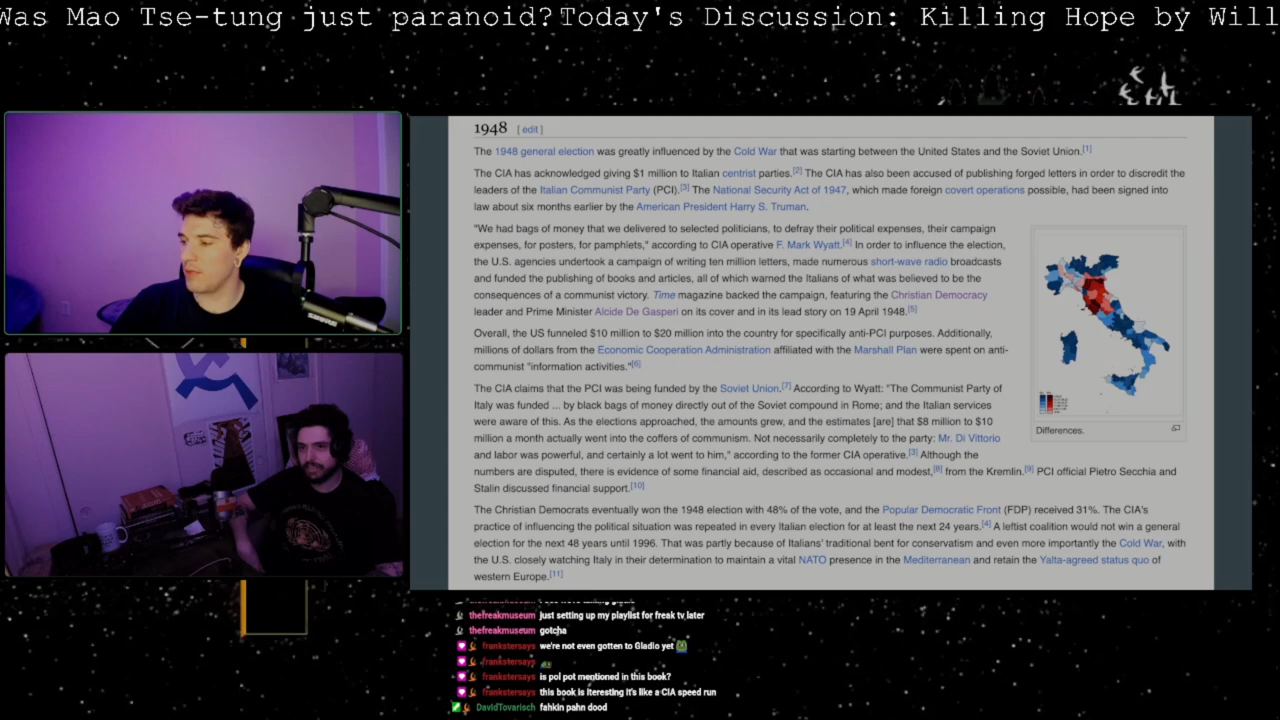 Was Mao Tse-tung just paranoid? Today's Discussion: Killing Hope by Will
1948 [ edit ]
The 1948 general election was greatly influenced by the Cold War that was starting between the United States and the Soviet Union.[1]
The CIA has acknowledged giving $1 million to Italian centrist parties.[2] The CIA has also been accused of publishing forged letters in order to discredit the
leaders of the Italian Communist Party (PCI).[3] The National Security Act of 1947, which made foreign covert operations possible, had been signed into
law about six months earlier by the American President Harry S. Truman.
"We had bags of money that we delivered to selected politicians, to defray their political expenses, their campaign
expenses, for posters, for pamphlets," according to CIA operative F. Mark Wyatt.[4] In order to influence the election,
the U.S. agencies undertook a campaign of writing ten million letters, made numerous short-wave radio broadcasts
and funded the publishing of books and articles, all of which warned the Italians of what was believed to be the
consequences of a communist victory. Time magazine backed the campaign, featuring the Christian Democracy
leader and Prime Minister Alcide De Gasperi on its cover and in its lead story on 19 April 1948.[5]
Overall, the US funneled $10 million to $20 million into the country for specifically anti-PCI purposes. Additionally,
millions of dollars from the Economic Cooperation Administration affiliated with the Marshall Plan were spent on anti-
communist "information activities."[6]
The CIA claims that the PCI was being funded by the Soviet Union.[7] According to Wyatt: "The Communist Party of
Italy was funded ... by black bags of money directly out of the Soviet compound in Rome; and the Italian services
were aware of this. As the elections approached, the amounts grew, and the estimates [are] that $8 million to $10
million a month actually went into the coffers of communism. Not necessarily completely to the party: Mr. Di Vittorio
and labor was powerful, and certainly a lot went to him," according to the former CIA operative.[3] Although the
numbers are disputed, there is evidence of some financial aid, described as occasional and modest,[8] from the Kremlin.[9] PCI official Pietro Secchia and
Stalin discussed financial support.[10]
The Christian Democrats eventually won the 1948 election with 48% of the vote, and the Popular Democratic Front (FDP) received 31%. The CIA's
practice of influencing the political situation was repeated in every Italian election for at least the next 24 years.[4] A leftist coalition would not win a general
election for the next 48 years until 1996. That was partly because of Italians' traditional bent for conservatism and even more importantly the Cold War, with
the U.S. closely watching Italy in their determination to maintain a vital NATO presence in the Mediterranean and retain the Yalta-agreed status quo of
western Europe.[11]
Differences.
thefreakmuseum just setting up my playlist for freak tv later
thefreakmuseum gotcha
frankstersays we're not even gotten to Gladio yet
frankstersays
frankstersays is pol pot mentioned in this book?
frankstersays this book is iteresting it's like a CIA speed run
DavidTovarisch fahkin pahn dood